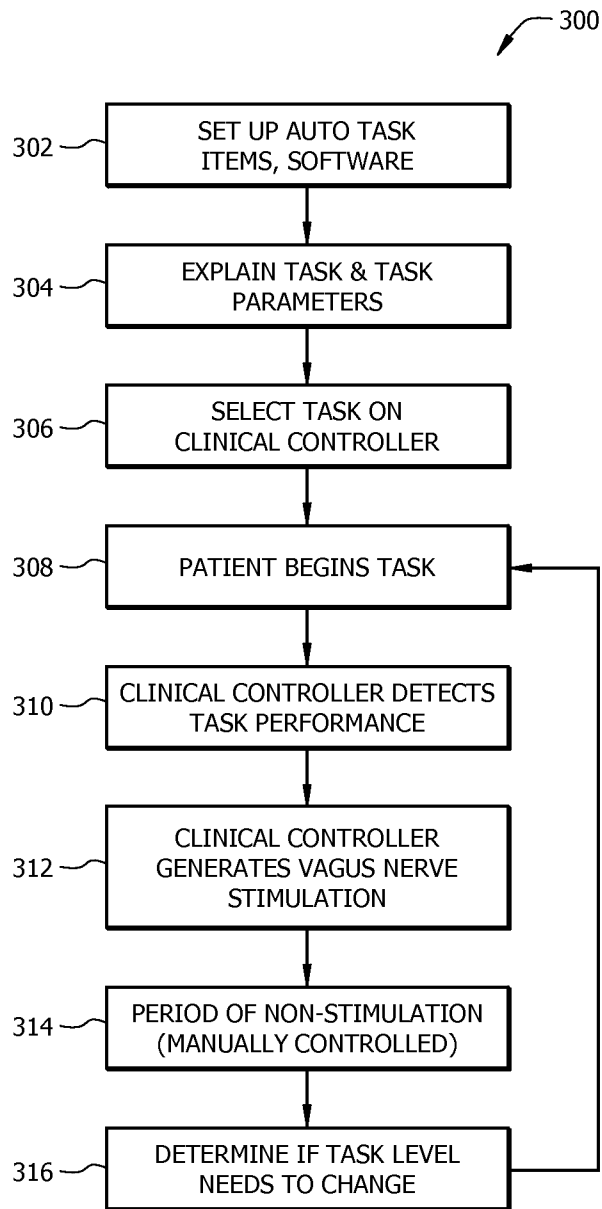 300
302
SET UP AUTO TASK
ITEMS, SOFTWARE
304
EXPLAIN TASK & TASK
PARAMETERS
306
SELECT TASK ON
CLINICAL CONTROLLER
308
PATIENT BEGINS TASK
310
CLINICAL CONTROLLER DETECTS
TASK PERFORMANCE
312
CLINICAL CONTROLLER
GENERATES VAGUS NERVE
STIMULATION
314
PERIOD OF NON-STIMULATION
(MANUALLY CONTROLLED)
316
DETERMINE IF TASK LEVEL
NEEDS TO CHANGE